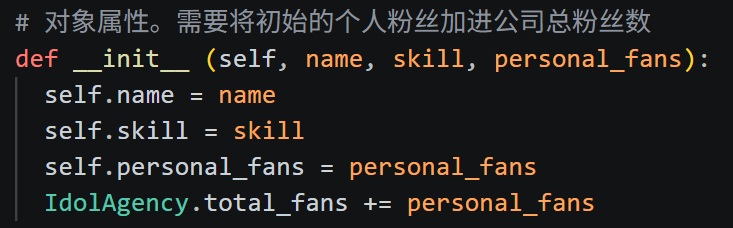 # 对象属性。需要将初始的个人粉丝加进公司总粉丝数
def __init__ (self, name, skill, personal_fans):
  self.name = name
  self.skill = skill
  self.personal_fans = personal_fans
  IdolAgency.total_fans += personal_fans